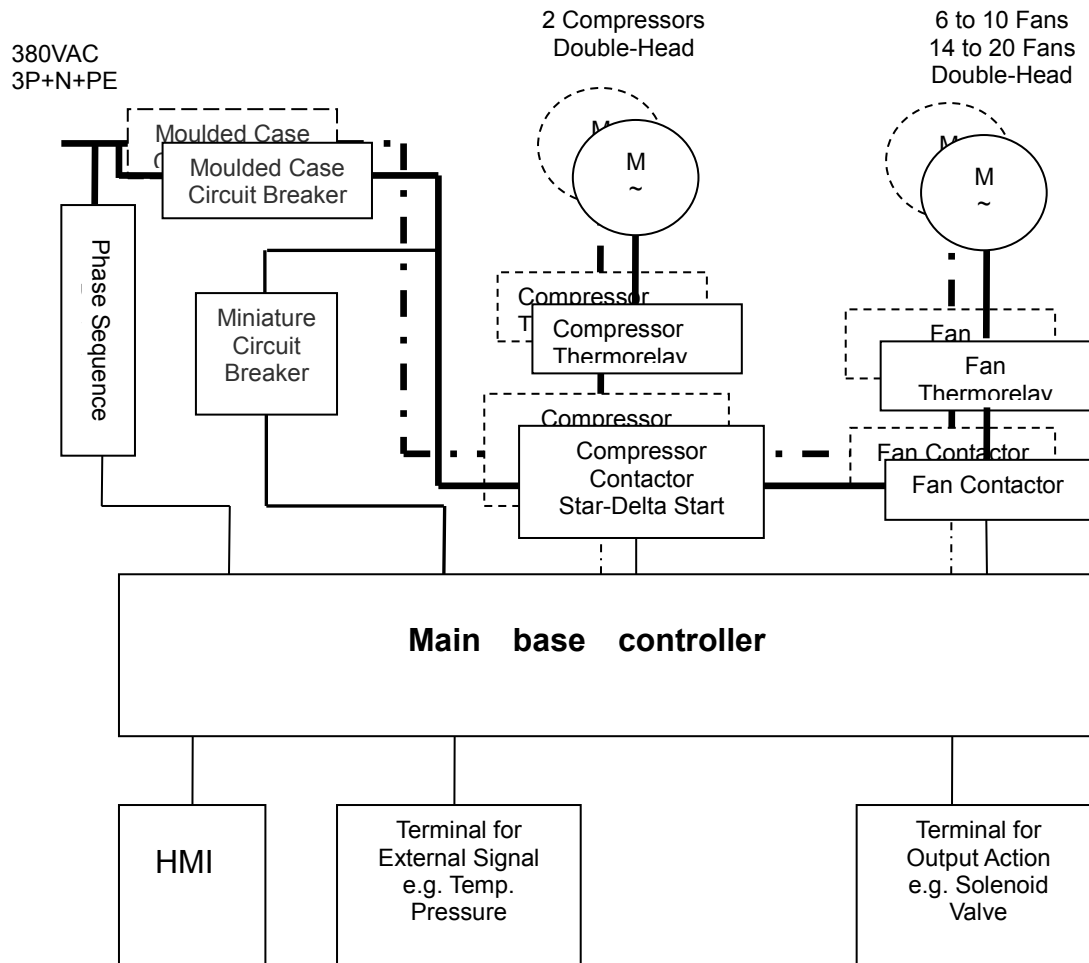 2 Compressors
Double-Head
6 to 10 Fans
14 to 20 Fans
Double-Head
380VAC
3P+N+PE
Moulded Case
Moulded Case
Circuit Breaker
Phase Sequence
Miniature
Circuit
Breaker
M
~
M
~
Compressor
Compressor
Thermorelay
Fan
Fan
Thermorelay
Compressor
Compressor
Contactor
Star-Delta Start
Fan Contactor
Fan Contactor
Main base controller
HMI
Terminal for
External Signal
e.g. Temp.
Pressure
Terminal for
Output Action
e.g. Solenoid
Valve